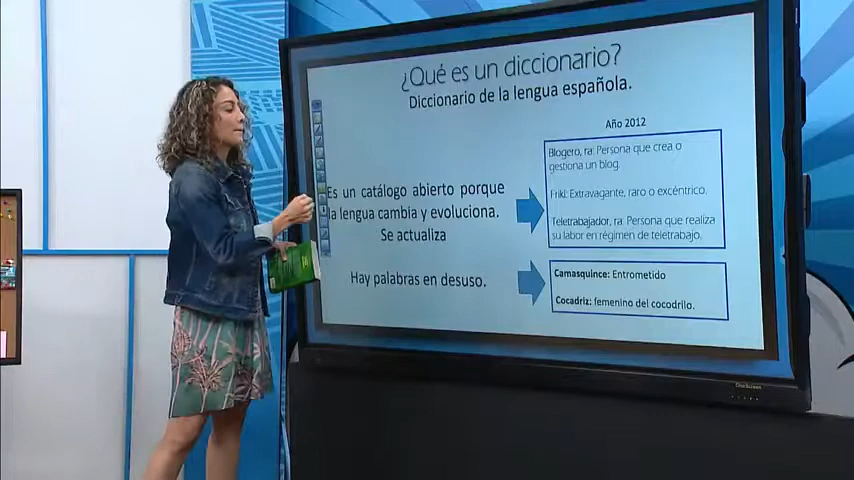 ¿Qué es un diccionario?
Diccionario de la lengua española.
Año 2012
Blogero, ra: Persona que crea o
gestiona un blog.
Friki: Extravagante, raro o excéntrico.
Teletrabajador, ra: Persona que realiza
su labor en régimen de teletrabajo.
Es un catálogo abierto porque
la lengua cambia y evoluciona.
Se actualiza
Hay palabras en desuso.
Camasquince: Entrometido
Cocadriz: femenino del cocodrilo.